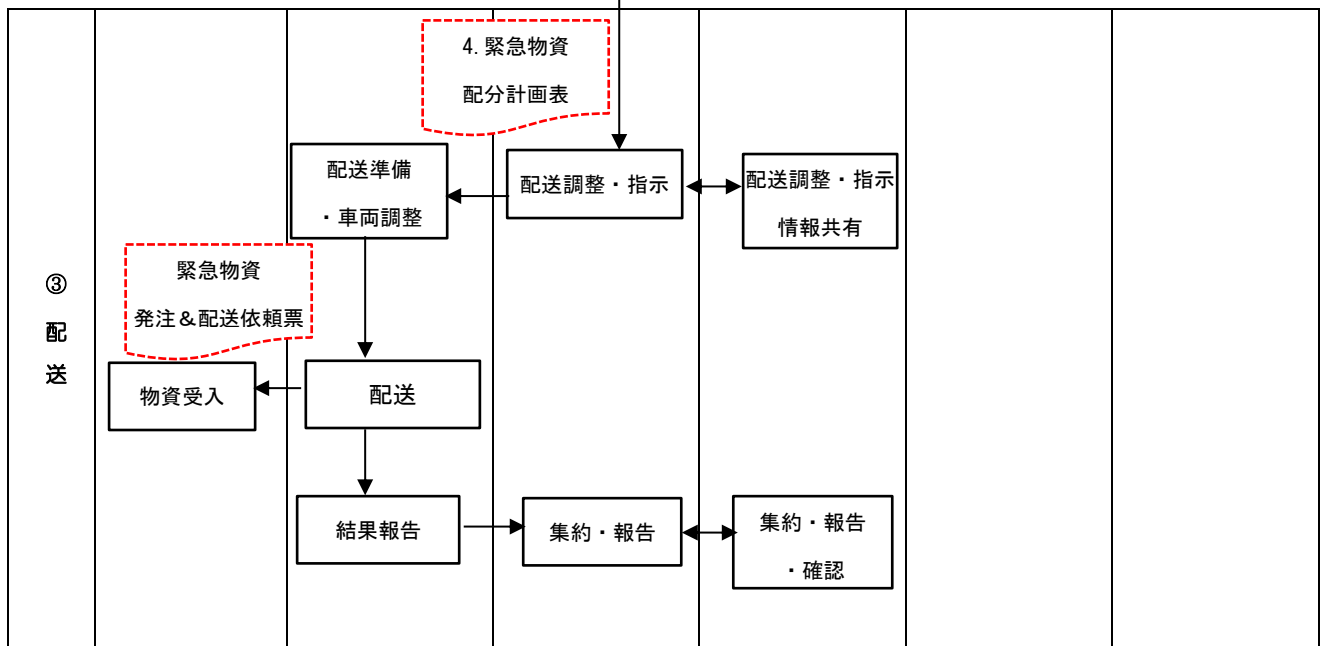 4.緊急物資
配分計画表
配送準備
・車両調整
配送調整・指示
配送調整・指示
情報共有
③
配
送
緊急物資
発注&配送依頼票
物資受入
配送
結果報告
集約・報告
集約・報告
・確認